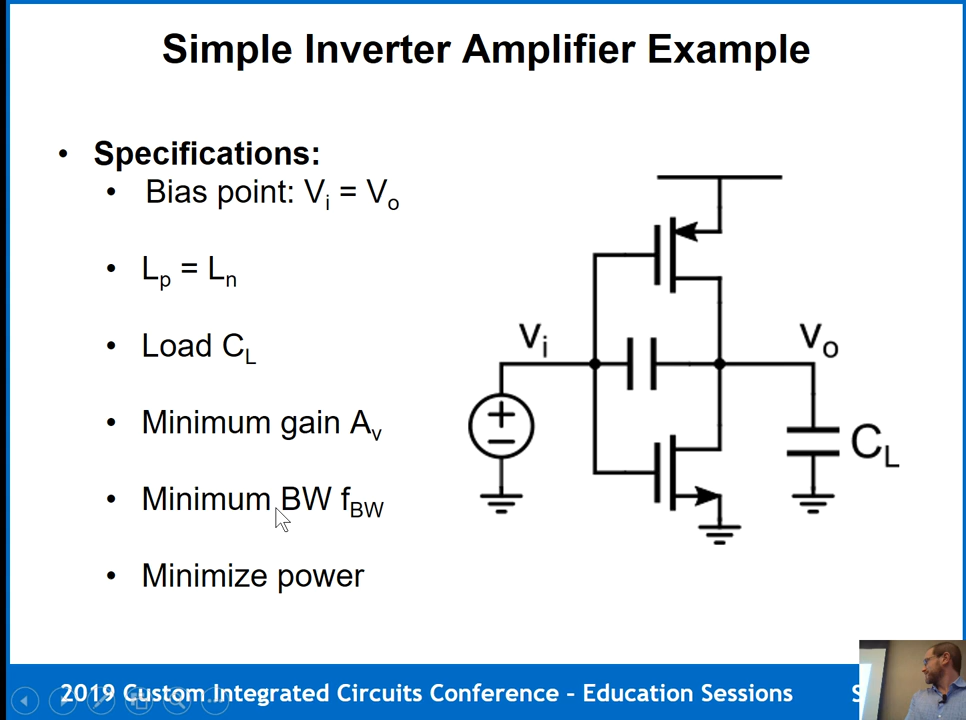 Simple Inverter Amplifier Example
• Specifications:
• Bias point: Vi = Vo
• Lp = Ln
• Load CL
• Minimum gain Av
• Minimum BW fBW
• Minimize power
Vi
Vo
CL
2019 Custom Integrated Circuits Conference - Education Sessions